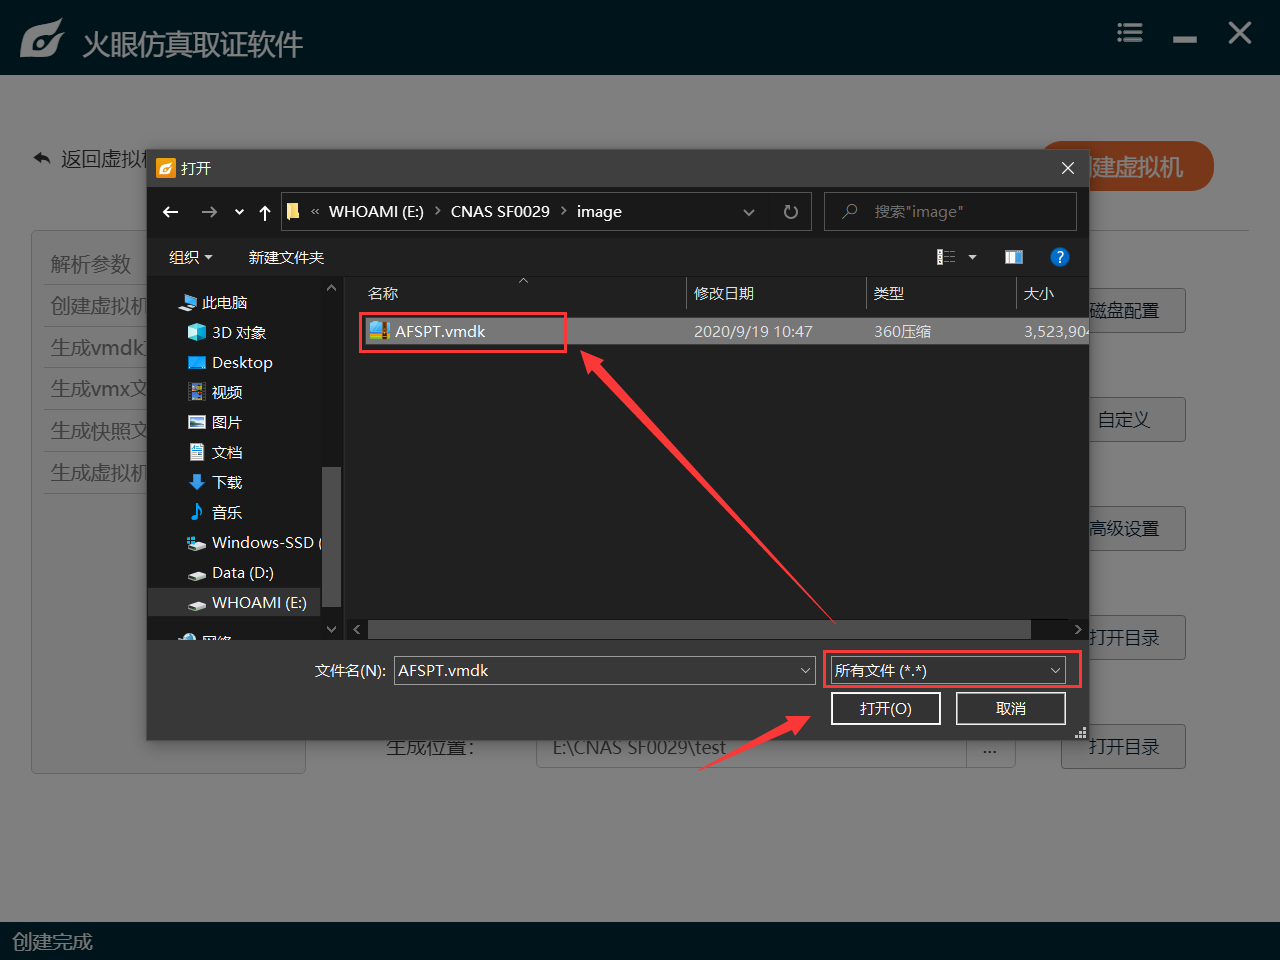 火眼仿真取证软件
返回虚拟机
建虚拟机
打开
« WHOAMI (E:) > CNAS SF0029 > image
搜索"image"
组织
新建文件夹
解析参数
创建虚拟机
生成vmdk
生成vmx文
生成快照文
生成虚拟机
此电脑
3D 对象
Desktop
视频
图片
文档
下载
音乐
Windows-SSD (
Data (D:)
WHOAMI (E:)
网络
名称 修改日期 类型 大小
AFSPT.vmdk 2020/9/19 10:47 360压缩 3,523,904
磁盘配置
自定义
高级设置
打开目录
文件名(N): AFSPT.vmdk 所有文件 (*.*)
打开(O) 取消
生成位置: E:\CNAS SF0029\test ... 打开目录
创建完成